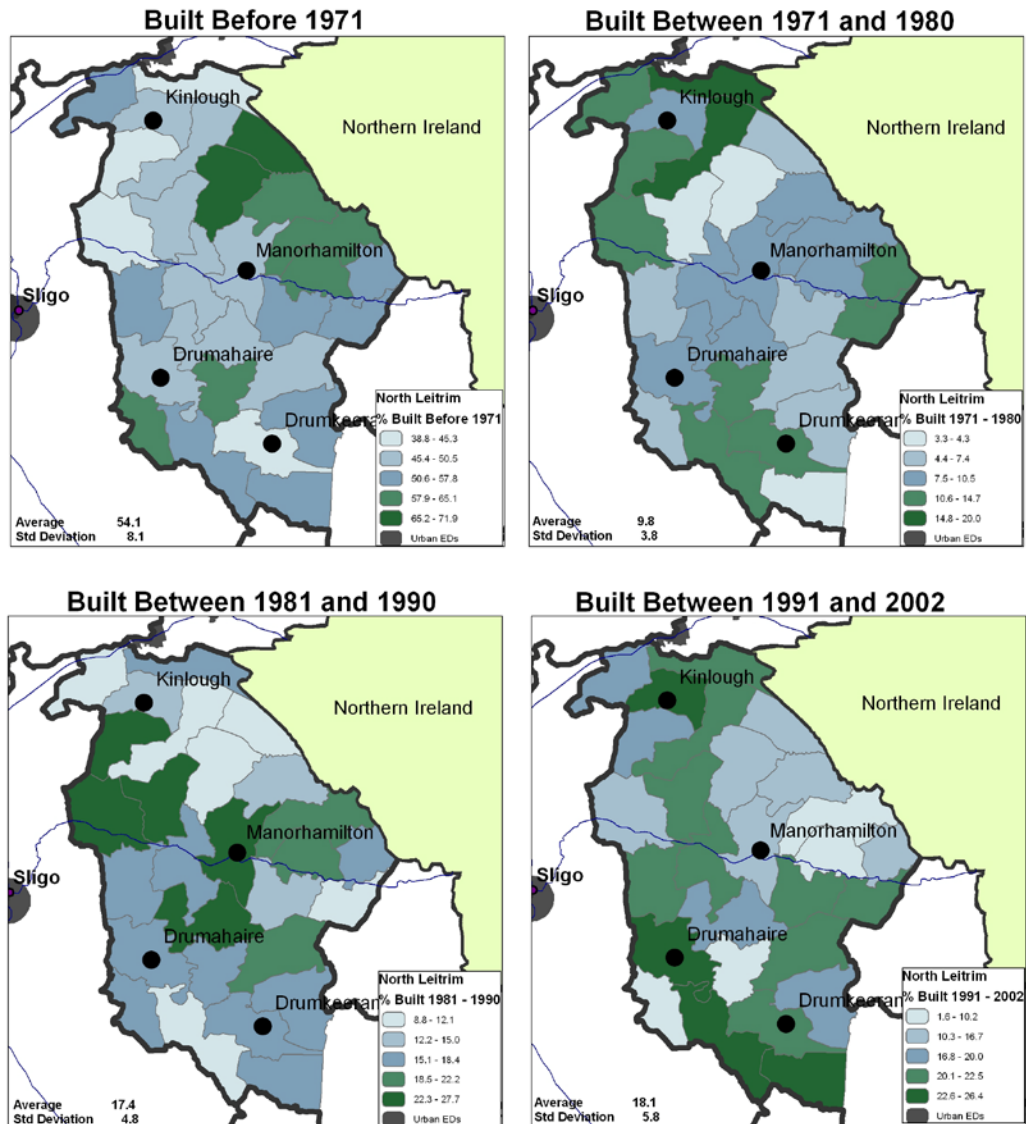 Built Before 1971
Kinlough
Northern Ireland
Manorhamilton
Sligo
Drumahaire
Drumkeeran
North Leitrim
% Built Before 1971
38.8 - 45.3
45.4 - 50.5
50.6 - 57.8
57.9 - 65.1
65.2 - 71.9
Urban EDs
Average 54.1
Std Deviation 8.1
Built Between 1971 and 1980
Kinlough
Northern Ireland
Manorhamilton
Sligo
Drumahaire
Drumkeeran
North Leitrim
% Built 1971 - 1980
3.3 - 4.3
4.4 - 7.4
7.5 - 10.5
10.6 - 14.7
14.8 - 20.0
Urban EDs
Average 9.8
Std Deviation 3.8
Built Between 1981 and 1990
Kinlough
Northern Ireland
Manorhamilton
Sligo
Drumahaire
Drumkeeran
North Leitrim
% Built 1981 - 1990
8.8 - 12.1
12.2 - 15.0
15.1 - 18.4
18.5 - 22.2
22.3 - 27.7
Urban EDs
Average 17.4
Std Deviation 4.8
Built Between 1991 and 2002
Kinlough
Northern Ireland
Manorhamilton
Sligo
Drumahaire
Drumkeeran
North Leitrim
% Built 1991 - 2002
1.6 - 10.2
10.3 - 16.7
16.8 - 20.0
20.1 - 22.5
22.6 - 26.4
Urban EDs
Average 18.1
Std Deviation 5.8